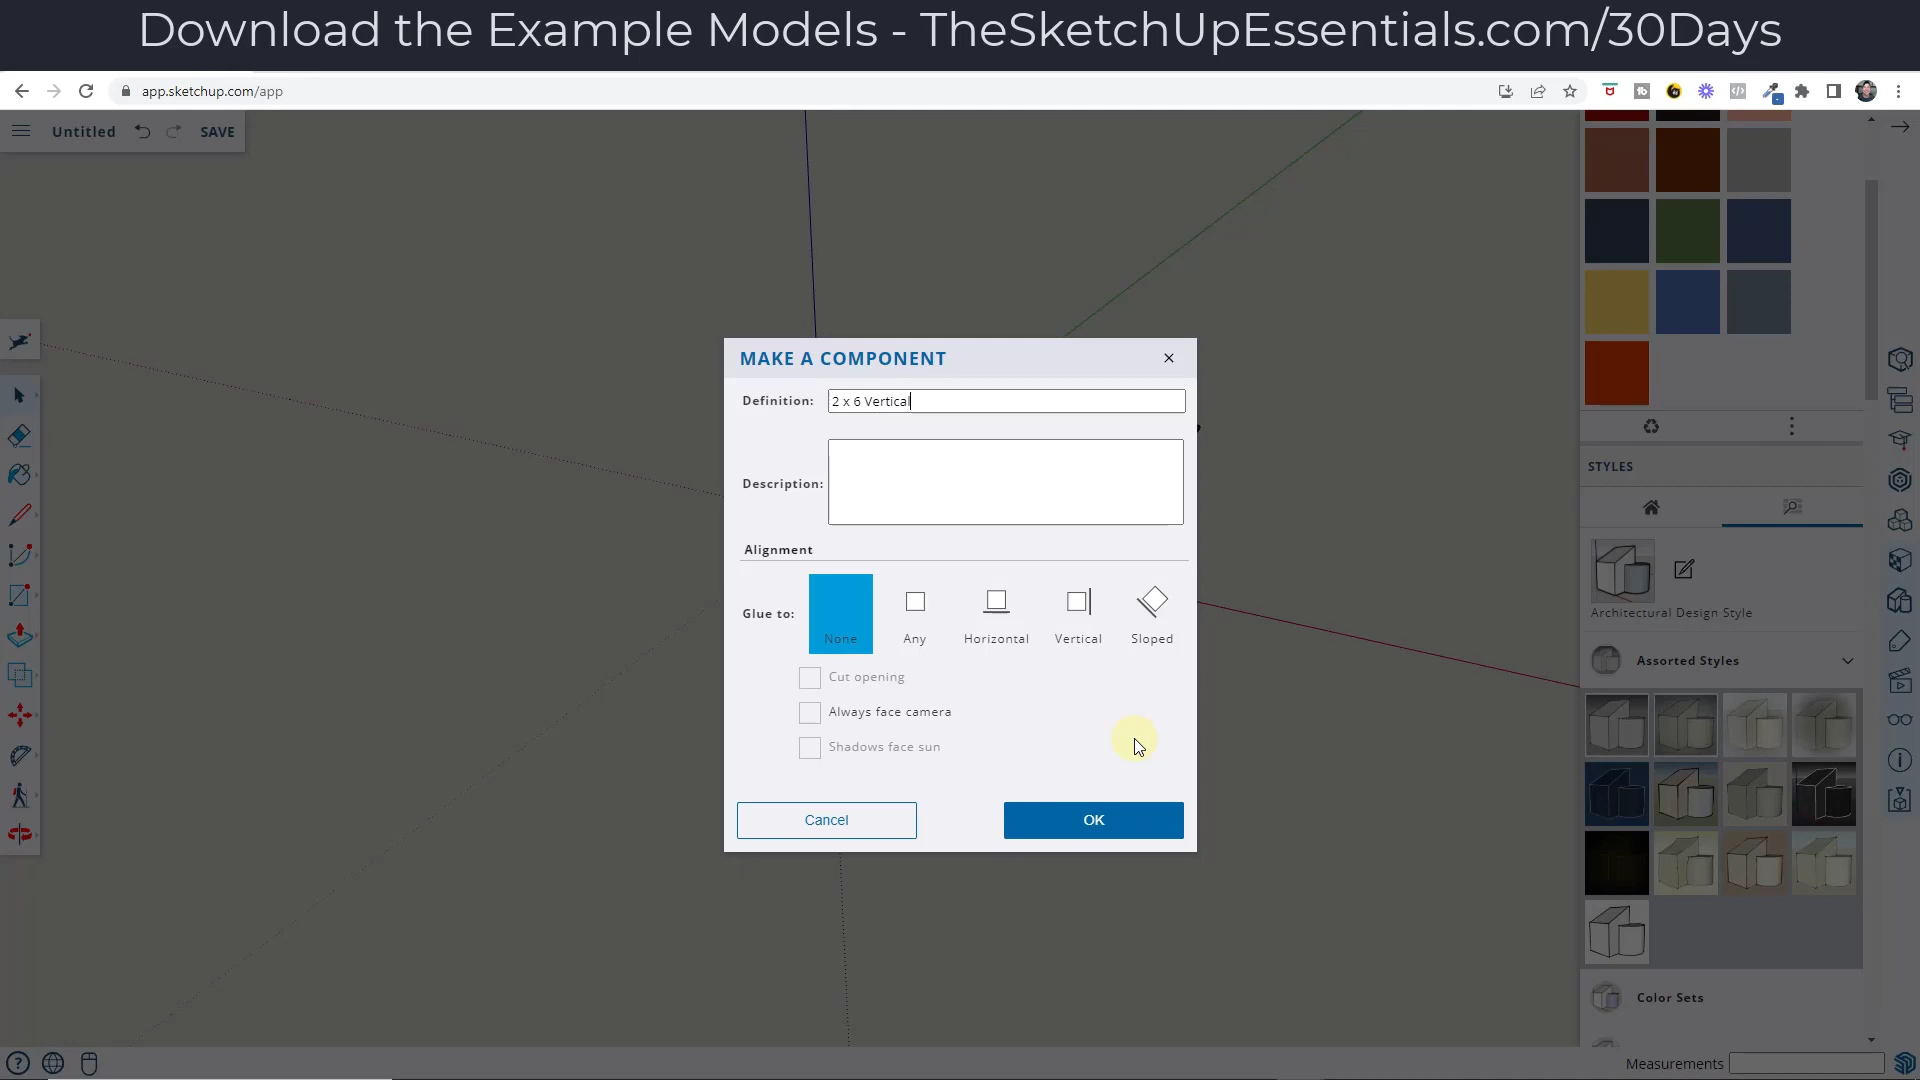 Download the Example Models - TheSketchUpEssentials.com/30Days
app.sketchup.com/app
Untitled
SAVE
MAKE A COMPONENT
Definition:
2 x 6 Vertical
Description:
Alignment
Glue to:
None
Any
Horizontal
Vertical
Sloped
Cut opening
Always face camera
Shadows face sun
Cancel
OK
STYLES
Architectural Design Style
Assorted Styles
Color Sets
Measurements